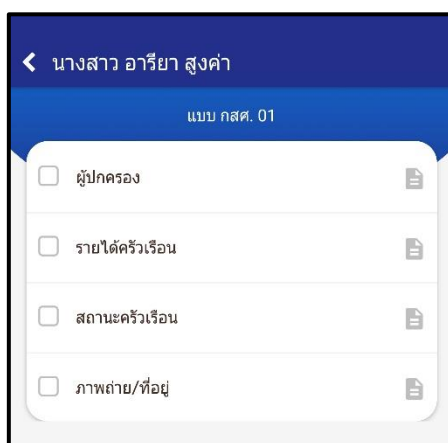 นางสาว อารียา สูงค่า
แบบ กสศ. 01
ผู้ปกครอง
รายได้ครัวเรือน
สถานะครัวเรือน
ภาพถ่าย/ที่อยู่